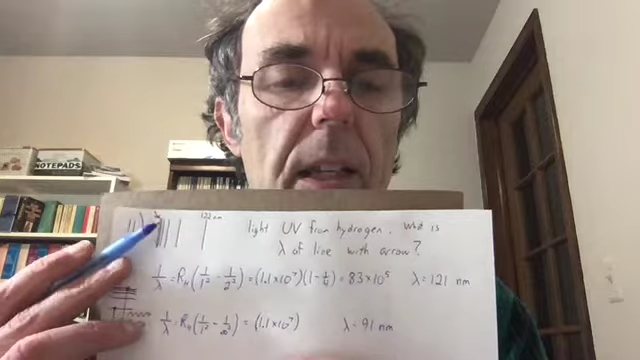 NOTEPADS
122 nm
light UV from hydrogen. What is
λ of line with arrow?
1/λ = R_H (1/1² - 1/2²) = (1.1×10⁷)(1-1/4) = 8.3×10⁵ λ=121 nm
1/λ = R_H (1/1² - 1/∞²) = (1.1×10⁷) λ=91 nm